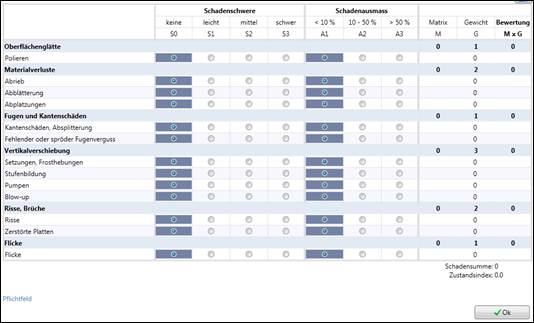 Schadenschwere Schadenausmass
keine leicht mittel schwer < 10 % 10 - 50 % > 50 % Matrix Gewicht Bewertung
S0 S1 S2 S3 A1 A2 A3 M G M x G
Oberflächenglätte 0 1 0
Polieren 0
Materialverluste 0 2 0
Abrieb 0
Abblätterung 0
Abplatzungen 0
Fugen und Kantenschäden 0 1 0
Kantenschäden, Absplitterung 0
Fehlender oder spröder Fugenverguss 0
Vertikalverschiebung 0 3 0
Setzungen, Frosthebungen 0
Stufenbildung 0
Pumpen 0
Blow-up 0
Risse, Brüche 0 2 0
Risse 0
Zerstörte Platten 0
Flicke 0 1 0
Flicke 0
Schadensumme: 0
Zustandsindex: 0.0
Pflichtfeld
Ok